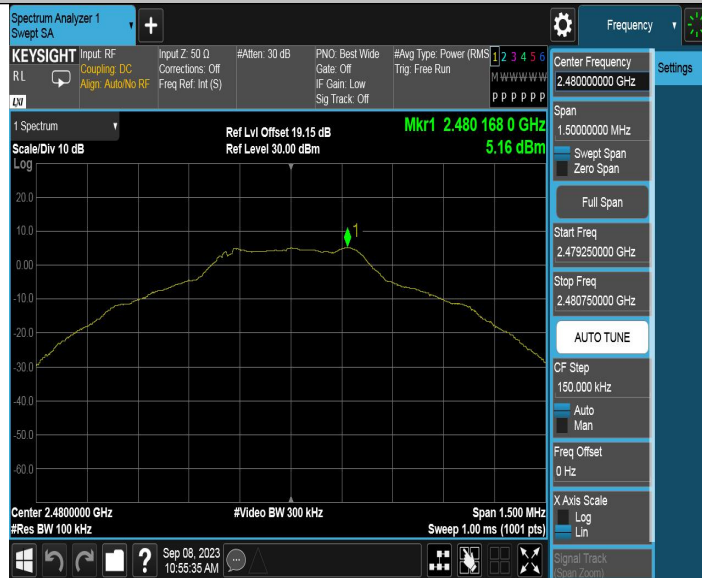 Spectrum Analyzer 1
Swept SA
+
Frequency
KEYSIGHT
RL
LXI
Input: RF
Coupling: DC
Align: Auto/No RF
Input Z: 50 Ω
Corrections: Off
Freq Ref: Int (S)
#Atten: 30 dB
PNO: Best Wide
Gate: Off
IF Gain: Low
Sig Track: Off
#Avg Type: Power (RMS
Trig: Free Run
1 2 3 4 5 6
M W W W W W
P P P P P P
Center Frequency
2.480000000 GHz
Settings
Span
1.50000000 MHz
Swept Span
Zero Span
Full Span
Start Freq
2.479250000 GHz
Stop Freq
2.480750000 GHz
AUTO TUNE
CF Step
150.000 kHz
Auto
Man
Freq Offset
0 Hz
X Axis Scale
Log
Lin
Signal Track
(Span Zoom)
1 Spectrum
Scale/Div 10 dB
Ref Lvl Offset 19.15 dB
Ref Level 30.00 dBm
Mkr1 2.480 168 0 GHz
5.16 dBm
Log
20.0
10.0
0.00
-10.0
-20.0
-30.0
-40.0
-50.0
-60.0
1
Center 2.4800000 GHz
#Res BW 100 kHz
#Video BW 300 kHz
Span 1.500 MHz
Sweep 1.00 ms (1001 pts)
?
Sep 08, 2023
10:55:35 AM